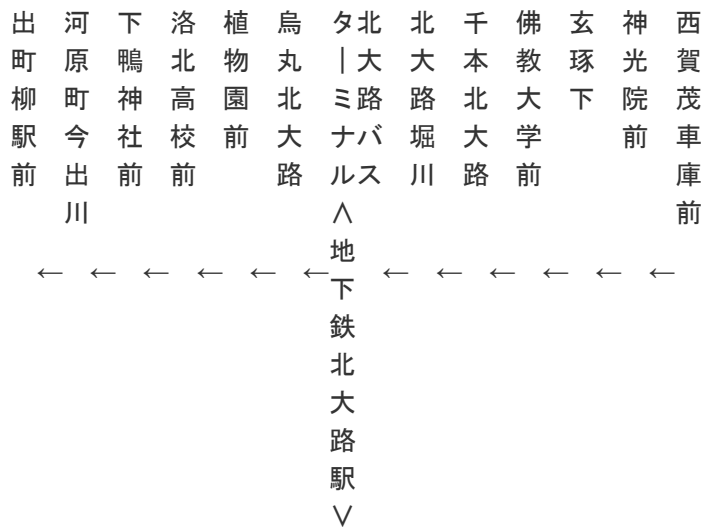 西賀茂車庫前
←
神光院前
←
玄琢下
←
佛教大学前
←
千本北大路
←
北大路堀川
←
北大路バス
ターミナル<地下鉄北大路駅>
←
烏丸北大路
←
植物園前
←
洛北高校前
←
下鴨神社前
←
河原町今出川
←
出町柳駅前